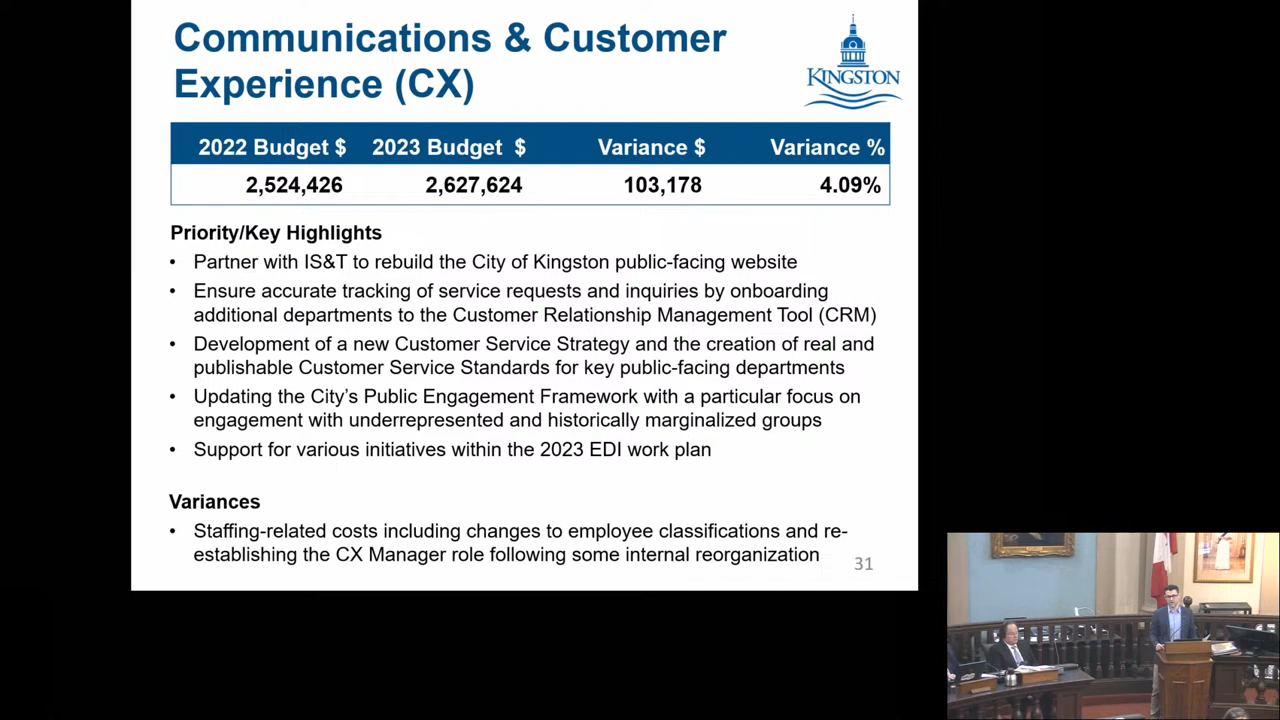 Communications & Customer
Experience (CX)
KINGSTON
2022 Budget $ 2023 Budget $ Variance $ Variance %
2,524,426 2,627,624 103,178 4.09%
Priority/Key Highlights
• Partner with IS&T to rebuild the City of Kingston public-facing website
• Ensure accurate tracking of service requests and inquiries by onboarding
additional departments to the Customer Relationship Management Tool (CRM)
• Development of a new Customer Service Strategy and the creation of real and
publishable Customer Service Standards for key public-facing departments
• Updating the City's Public Engagement Framework with a particular focus on
engagement with underrepresented and historically marginalized groups
• Support for various initiatives within the 2023 EDI work plan
Variances
• Staffing-related costs including changes to employee classifications and re-
establishing the CX Manager role following some internal reorganization
31